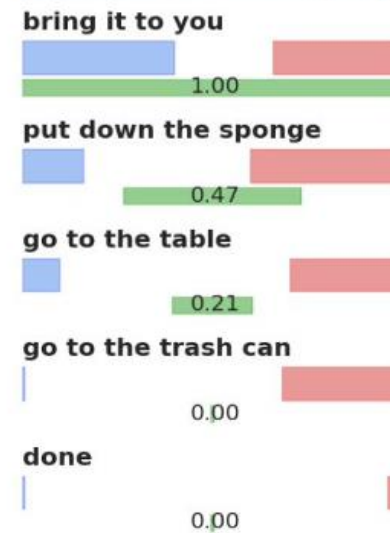 bring it to you
1.00
put down the sponge
0.47
go to the table
0.21
go to the trash can
0.00
done
0.00